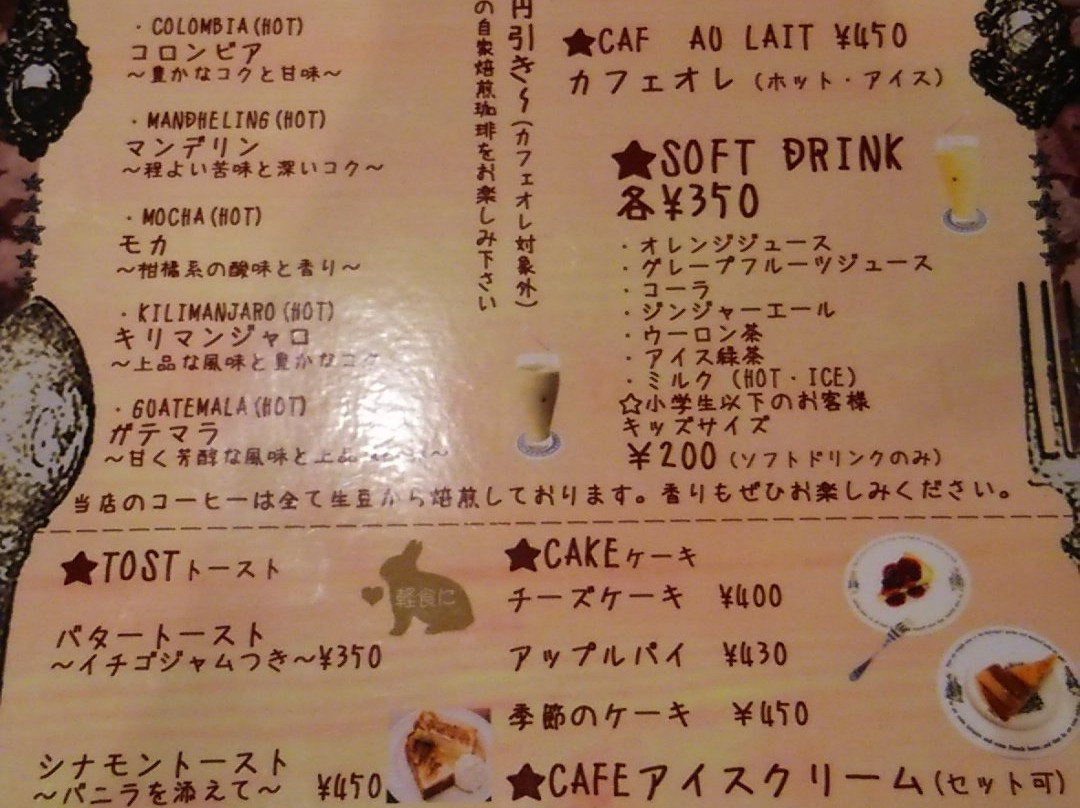 ・COLOMBIA(HOT)
コロンビア
〜豊かなコクと甘味〜
・MANDHELING(HOT)
マンデリン
〜程よい苦味と深いコク〜
・MOCHA(HOT)
モカ
〜柑橘系の酸味と香り〜
・KILIMANJARO(HOT)
キリマンジャロ
〜上品な風味と豊かなコク
・GOATEMALA(HOT)
ガテマラ
〜甘く芳醇な風味と上品
円引き〜(カフェオレ対象外)
の自家焙煎珈琲をお楽しみ下さい
★CAF AU LAIT ¥450
カフェオレ(ホット・アイス)
★SOFT DRINK
各¥350
・オレンジジュース
・グレープフルーツジュース
・コーラ
・ジンジャーエール
・ウーロン茶
・アイス緑茶
・ミルク(HOT・ICE)
☆小学生以下のお客様
キッズサイズ
¥200(ソフトドリンクのみ)
当店のコーヒーは全て生豆から焙煎しております。香りもぜひお楽しみください。
★TOSTトースト
軽食に
バタートースト
〜イチゴジャムつき〜¥350
シナモントースト
〜バニラを添えて〜 ¥450
★CAKEケーキ
チーズケーキ ¥400
アップルパイ ¥430
季節のケーキ ¥450
★CAFEアイスクリーム(セット可)